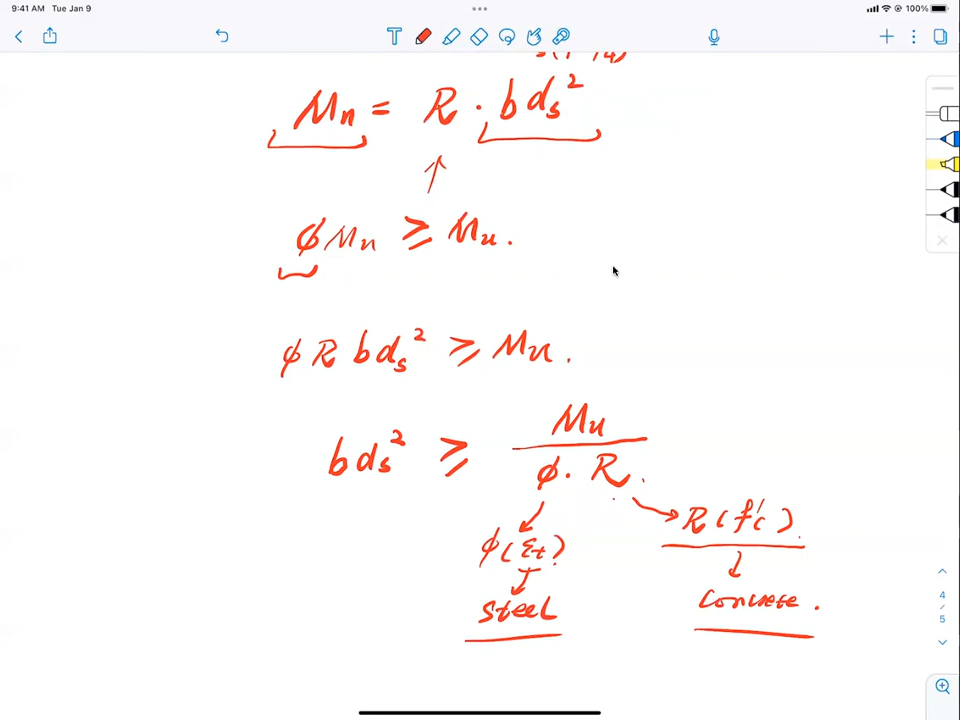 9:41 AM Tue Jan 9
100%
Mn = R · bds²
ϕMn ≥ Mu.
ϕ R bds² ≥ Mu.
bds² ≥ Mu / ϕ · R.
ϕ(εt)
R(f'c).
steel
concrete.
4
/
5